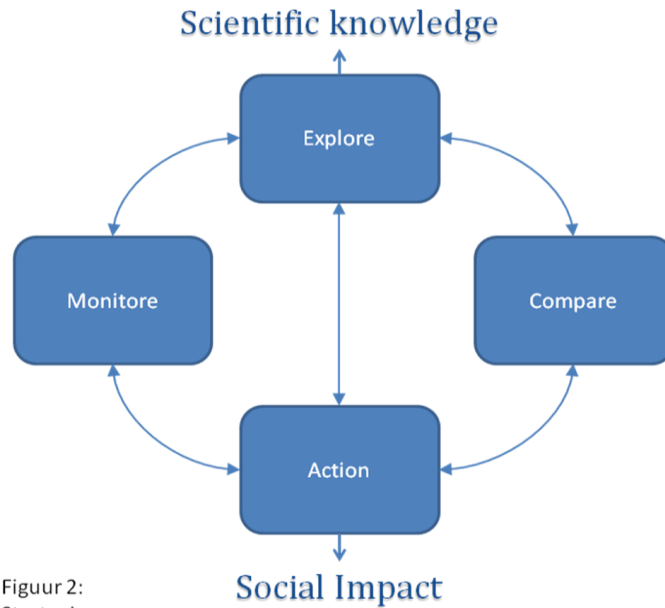 Scientific knowledge
Explore
Monitore
Compare
Action
Figuur 2:
Social Impact